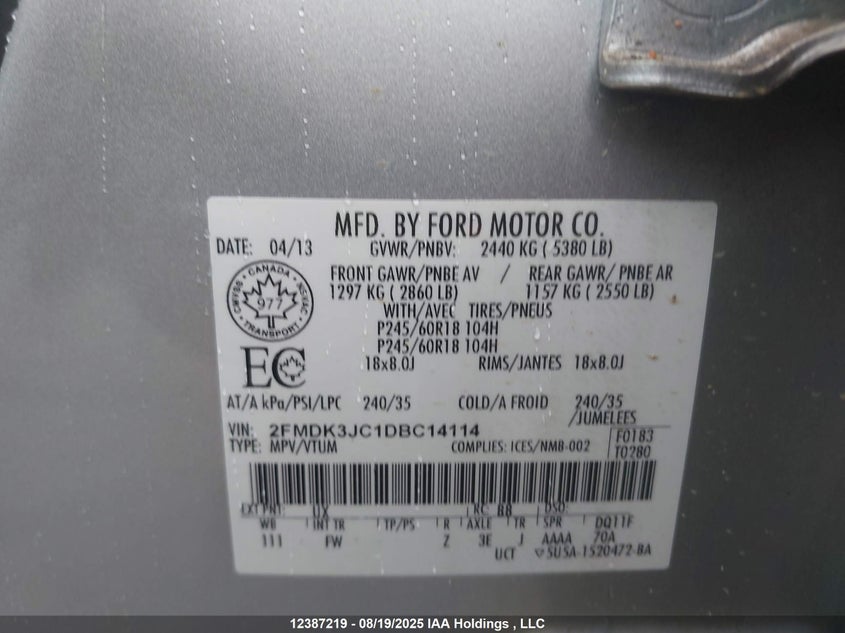 MFD. BY FORD MOTOR CO.
DATE: 04/13 GVWR/PNBV: 2440 KG ( 5380 LB)
FRONT GAWR/PNBE AV / REAR GAWR/ PNBE AR
1297 KG ( 2860 LB) 1157 KG ( 2550 LB)
WITH/AVEC TIRES/PNEUS
P245/60R18 104H
P245/60R18 104H
18x8.0J RIMS/JANTES 18x8.0J
CANADA
977
TRANSPORT
EC
AT/A kPa/PSI/LPC 240/35 COLD/A FROID 240/35
/JUMELEES
VIN: 2FMDK3JC1DBC14114
TYPE: MPV/VTUM COMPLIES: ICES/NMB-002
F0183
T0280
EXT PNT: UX RC: BB DSO:
WB INT TR TP/PS R AXLE TR SPR DQ11F
111 FW Z 3E J AAAA 70A
UCT 5U5A-1520472-BA
12387219 - 08/19/2025 IAA Holdings , LLC